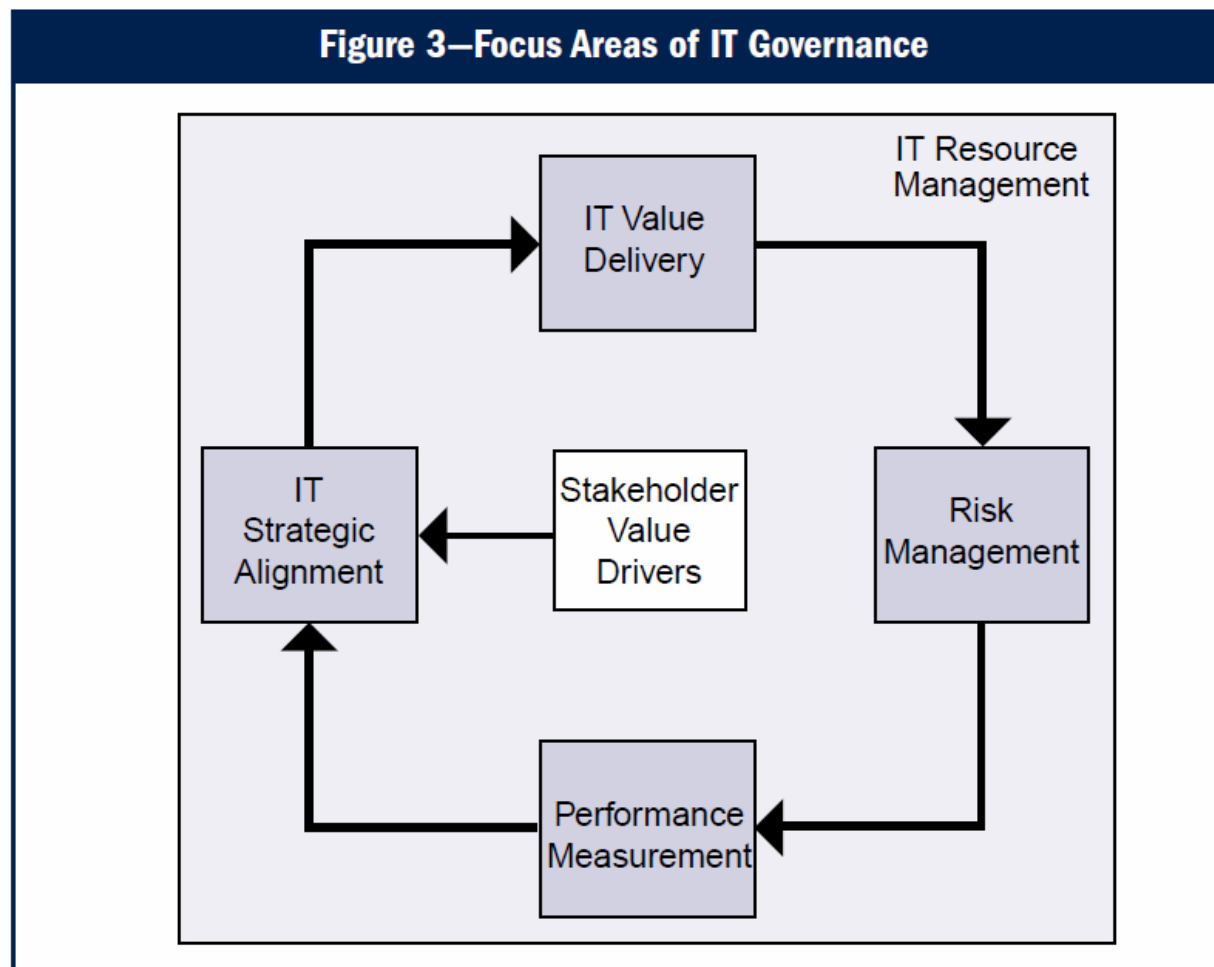 Figure 3—Focus Areas of IT Governance
IT Resource
Management
IT Value
Delivery
IT
Strategic
Alignment
Stakeholder
Value
Drivers
Risk
Management
Performance
Measurement